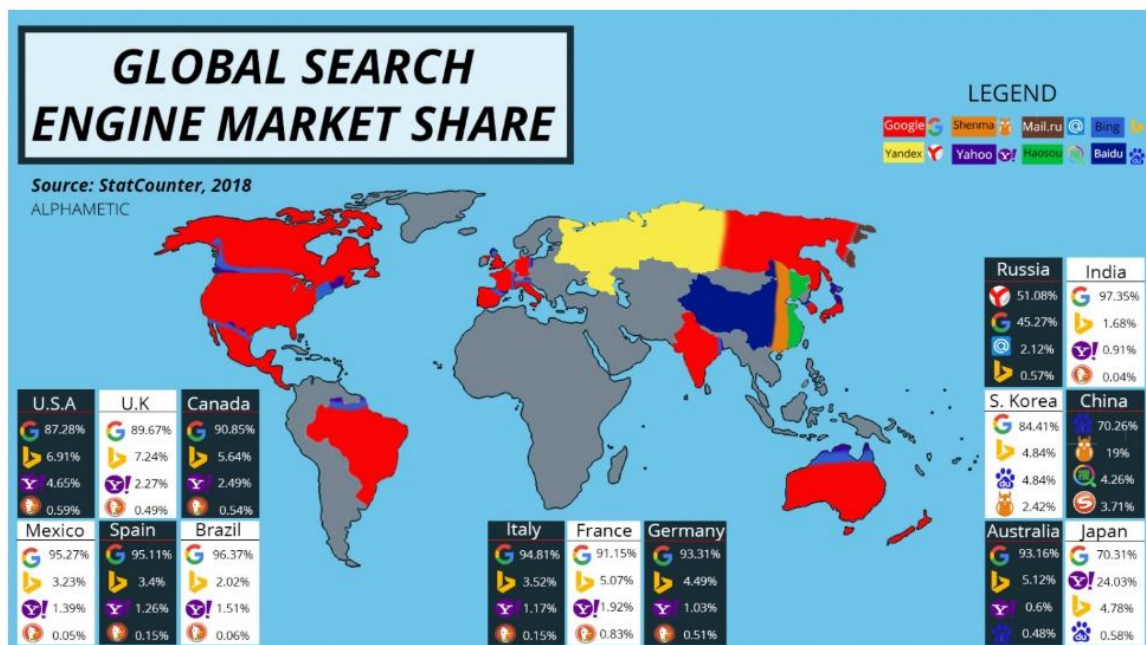 GLOBAL SEARCH
ENGINE MARKET SHARE
Source: StatCounter, 2018
ALPHAMETIC
LEGEND
Google Shenma Mail.ru Bing
Yandex Yahoo Haosou Baidu
Russia
51.08%
45.27%
2.12%
0.57%
India
97.35%
1.68%
0.91%
0.04%
U.S.A
87.28%
6.91%
4.65%
0.59%
U.K
89.67%
7.24%
2.27%
0.49%
Canada
90.85%
5.64%
2.49%
0.54%
S. Korea
84.41%
4.84%
4.84%
2.42%
China
70.26%
19%
4.26%
3.71%
Mexico
95.27%
3.23%
1.39%
0.05%
Spain
95.11%
3.4%
1.26%
0.15%
Brazil
96.37%
2.02%
1.51%
0.06%
Italy
94.81%
3.52%
1.17%
0.15%
France
91.15%
5.07%
1.92%
0.83%
Germany
93.31%
4.49%
1.03%
0.51%
Australia
93.16%
5.12%
0.6%
0.48%
Japan
70.31%
24.03%
4.78%
0.58%